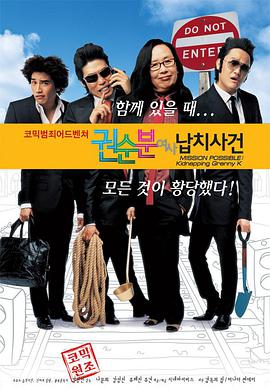 DO NOT
ENTER
함께 있을 때...
코믹범죄어드벤쳐
권순분여사 납치사건
MISSION POSSIBLE:
Kidnapping Granny K
모든 것이 황당했다!
코믹
원조